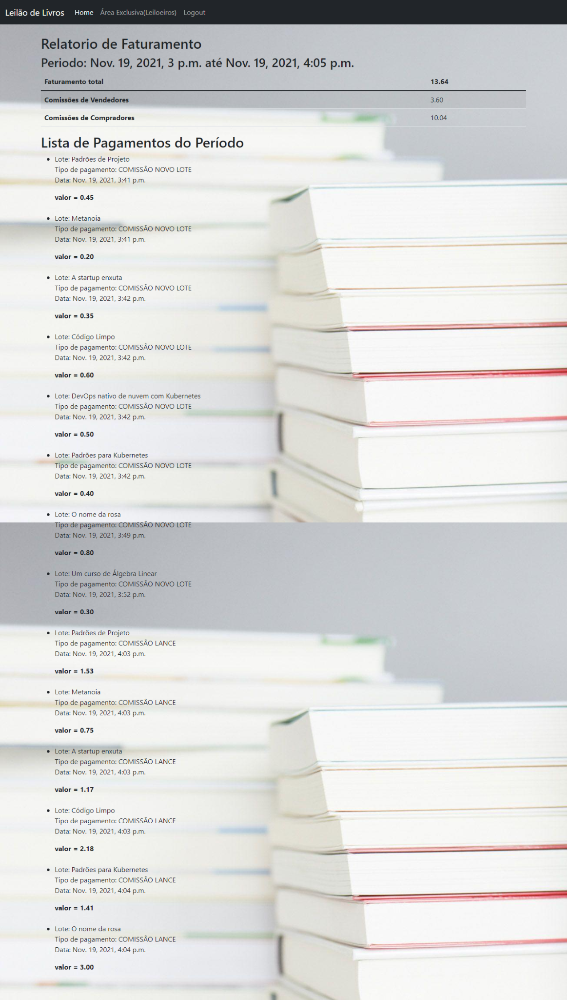 Leilão de Livros Home Área Exclusiva(Leiloeiros) Logout
Relatorio de Faturamento
Periodo: Nov. 19, 2021, 3 p.m. até Nov. 19, 2021, 4:05 p.m.
Faturamento total 13.64
Comissões de Vendedores 3.60
Comissões de Compradores 10.04
Lista de Pagamentos do Período
Lote: Padrões de Projeto
Tipo de pagamento: COMISSÃO NOVO LOTE
Data: Nov. 19, 2021, 3:41 p.m.
valor = 0.45
Lote: Metanoia
Tipo de pagamento: COMISSÃO NOVO LOTE
Data: Nov. 19, 2021, 3:41 p.m.
valor = 0.20
Lote: A startup enxuta
Tipo de pagamento: COMISSÃO NOVO LOTE
Data: Nov. 19, 2021, 3:42 p.m.
valor = 0.35
Lote: Código Limpo
Tipo de pagamento: COMISSÃO NOVO LOTE
Data: Nov. 19, 2021, 3:42 p.m.
valor = 0.60
Lote: DevOps nativo de nuvem com Kubernetes
Tipo de pagamento: COMISSÃO NOVO LOTE
Data: Nov. 19, 2021, 3:42 p.m.
valor = 0.50
Lote: Padrões para Kubernetes
Tipo de pagamento: COMISSÃO NOVO LOTE
Data: Nov. 19, 2021, 3:42 p.m.
valor = 0.40
Lote: O nome da rosa
Tipo de pagamento: COMISSÃO NOVO LOTE
Data: Nov. 19, 2021, 3:49 p.m.
valor = 0.80
Lote: Um curso de Álgebra Linear
Tipo de pagamento: COMISSÃO NOVO LOTE
Data: Nov. 19, 2021, 3:52 p.m.
valor = 0.30
Lote: Padrões de Projeto
Tipo de pagamento: COMISSÃO LANCE
Data: Nov. 19, 2021, 4:03 p.m.
valor = 1.53
Lote: Metanoia
Tipo de pagamento: COMISSÃO LANCE
Data: Nov. 19, 2021, 4:03 p.m.
valor = 0.75
Lote: A startup enxuta
Tipo de pagamento: COMISSÃO LANCE
Data: Nov. 19, 2021, 4:03 p.m.
valor = 1.17
Lote: Código Limpo
Tipo de pagamento: COMISSÃO LANCE
Data: Nov. 19, 2021, 4:03 p.m.
valor = 2.18
Lote: Padrões para Kubernetes
Tipo de pagamento: COMISSÃO LANCE
Data: Nov. 19, 2021, 4:04 p.m.
valor = 1.41
Lote: O nome da rosa
Tipo de pagamento: COMISSÃO LANCE
Data: Nov. 19, 2021, 4:04 p.m.
valor = 3.00